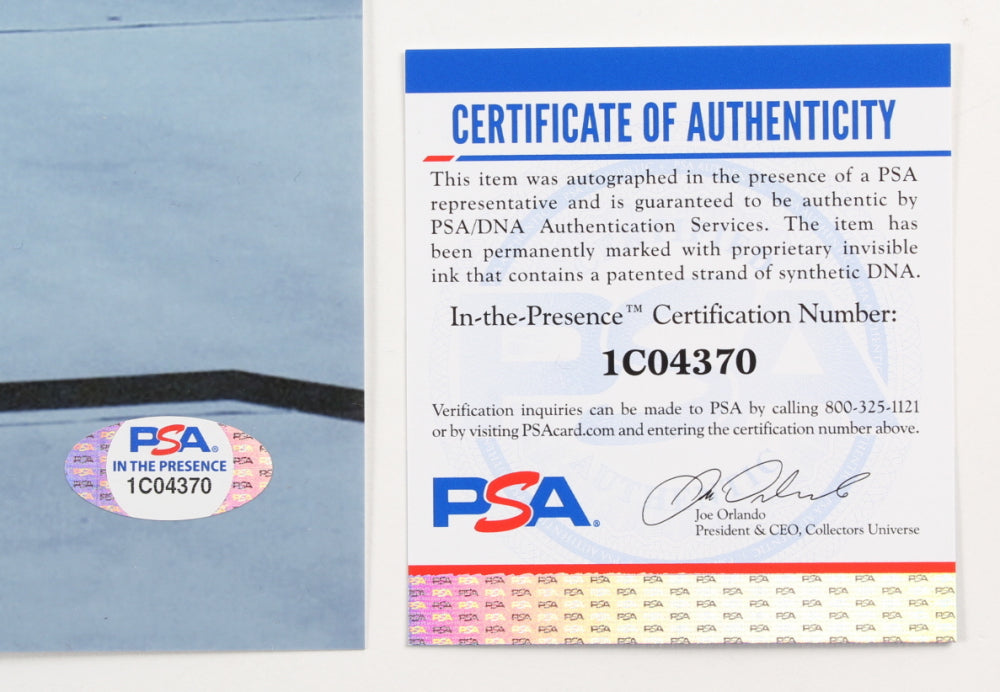 CERTIFICATE OF AUTHENTICITY
This item was autographed in the presence of a PSA
representative and is guaranteed to be authentic by
PSA/DNA Authentication Services. The item has
been permanently marked with proprietary invisible
ink that contains a patented strand of synthetic DNA.
In-the-Presence™ Certification Number:
1C04370
Verification inquiries can be made to PSA by calling 800-325-1121
or by visiting PSAcard.com and entering the certification number above.
PSA®
Joe Orlando
President & CEO, Collectors Universe
PSA®
IN THE PRESENCE
1C04370